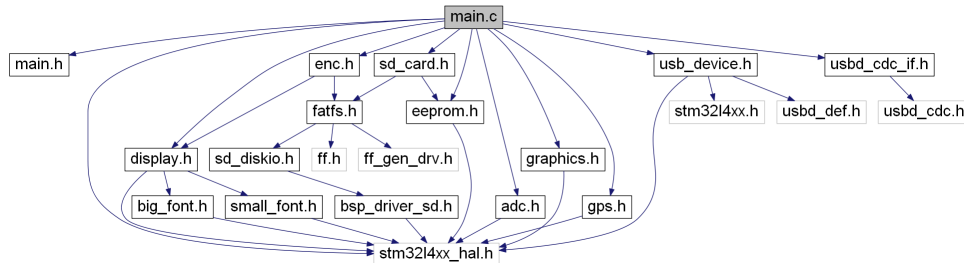 main.c
main.h
enc.h
sd_card.h
usb_device.h
usbd_cdc_if.h
fatfs.h
eeprom.h
stm32l4xx.h
usbd_def.h
usbd_cdc.h
display.h
sd_diskio.h
ff.h
ff_gen_drv.h
graphics.h
big_font.h
small_font.h
bsp_driver_sd.h
adc.h
gps.h
stm32l4xx_hal.h